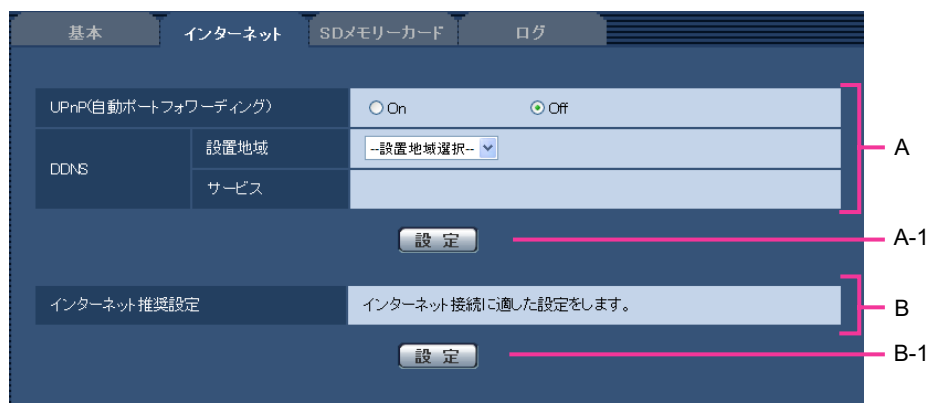 基本 インターネット SDメモリーカード ログ
UPnP(自動ポートフォワーディング) On Off
DDNS
設置地域 --設置地域選択--
サービス
A
設 定
A-1
インターネット推奨設定 インターネット接続に適した設定をします。
B
設 定
B-1